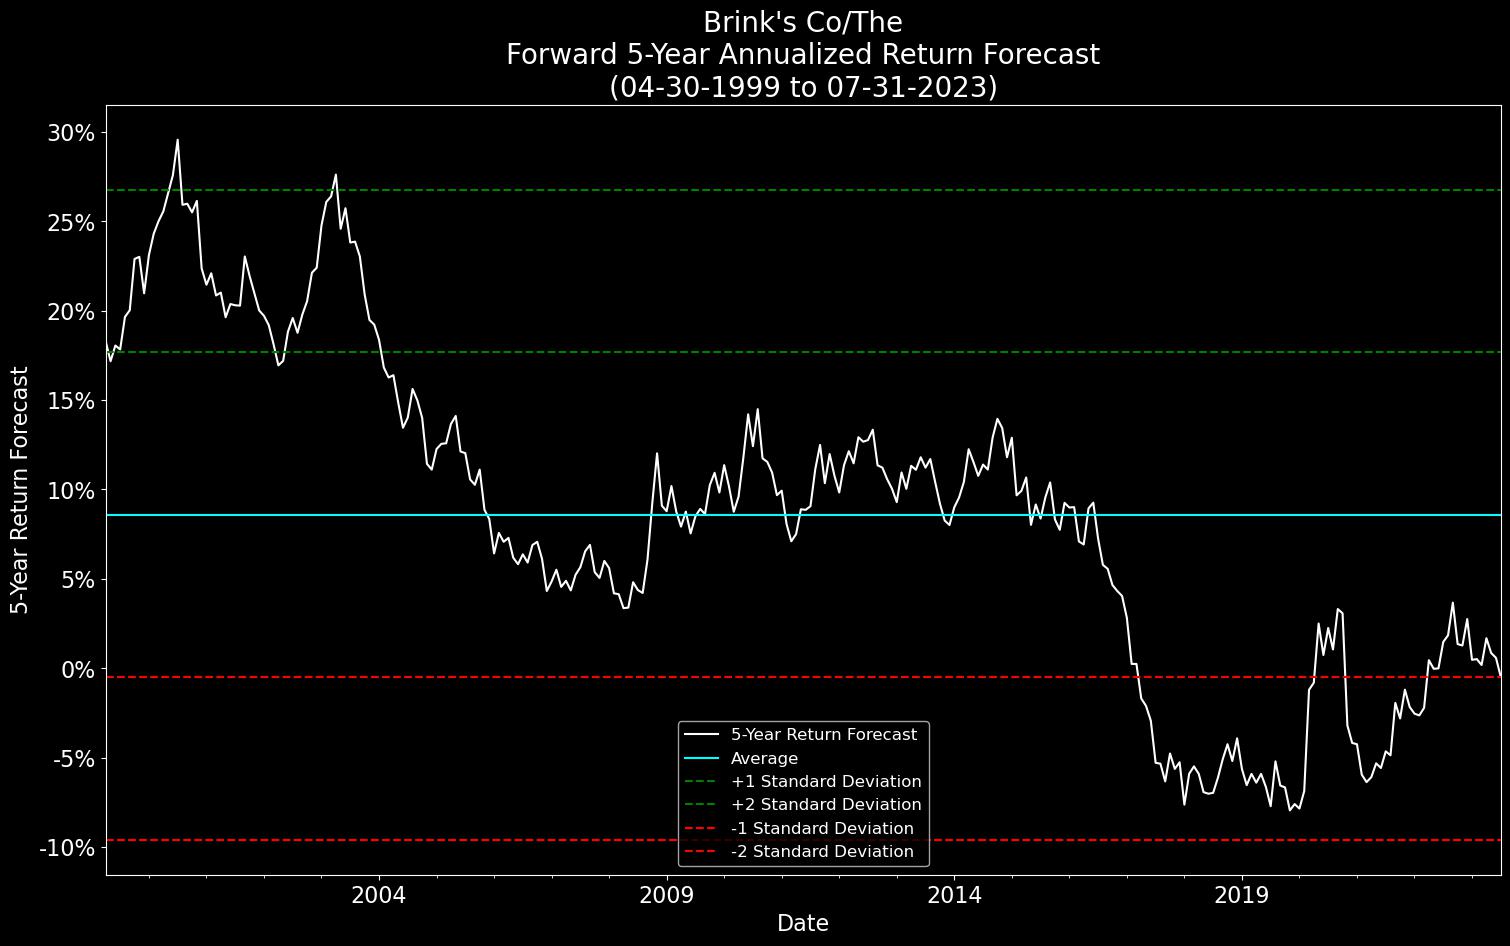 Brink's Co/The
Forward 5-Year Annualized Return Forecast
(04-30-1999 to 07-31-2023)
30%
25%
20%
15%
10%
5%
0%
-5%
-10%
5-Year Return Forecast
5-Year Return Forecast
Average
+1 Standard Deviation
+2 Standard Deviation
-1 Standard Deviation
-2 Standard Deviation
2004
2009
2014
2019
Date